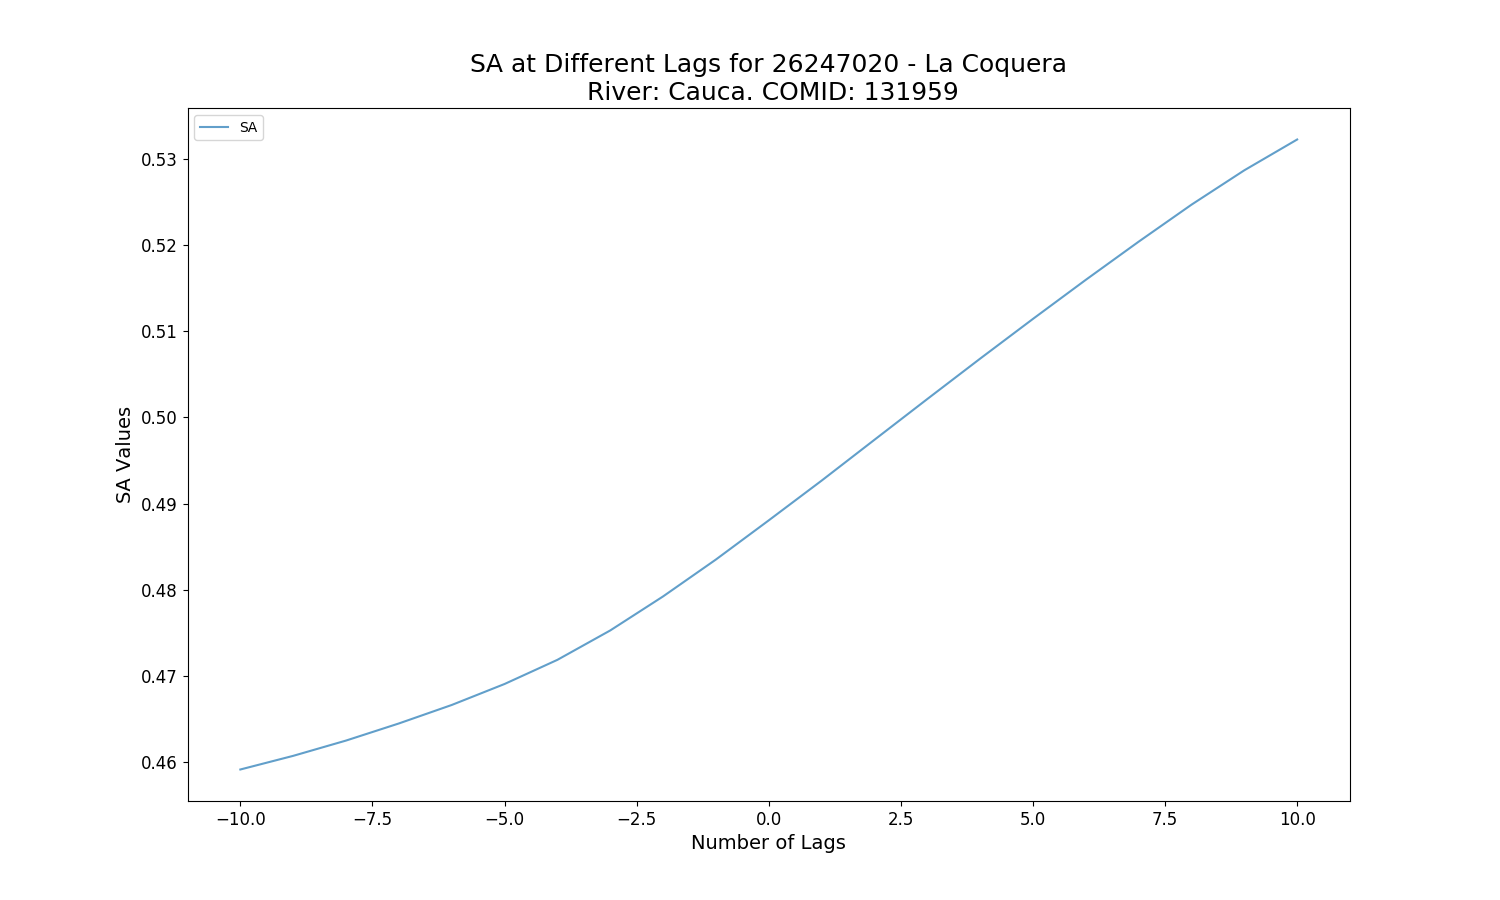 SA at Different Lags for 26247020 - La Coquera
River: Cauca. COMID: 131959
SA
0.53
0.52
0.51
0.50
0.49
0.48
0.47
0.46
SA Values
−10.0 −7.5 −5.0 −2.5 0.0 2.5 5.0 7.5 10.0
Number of Lags